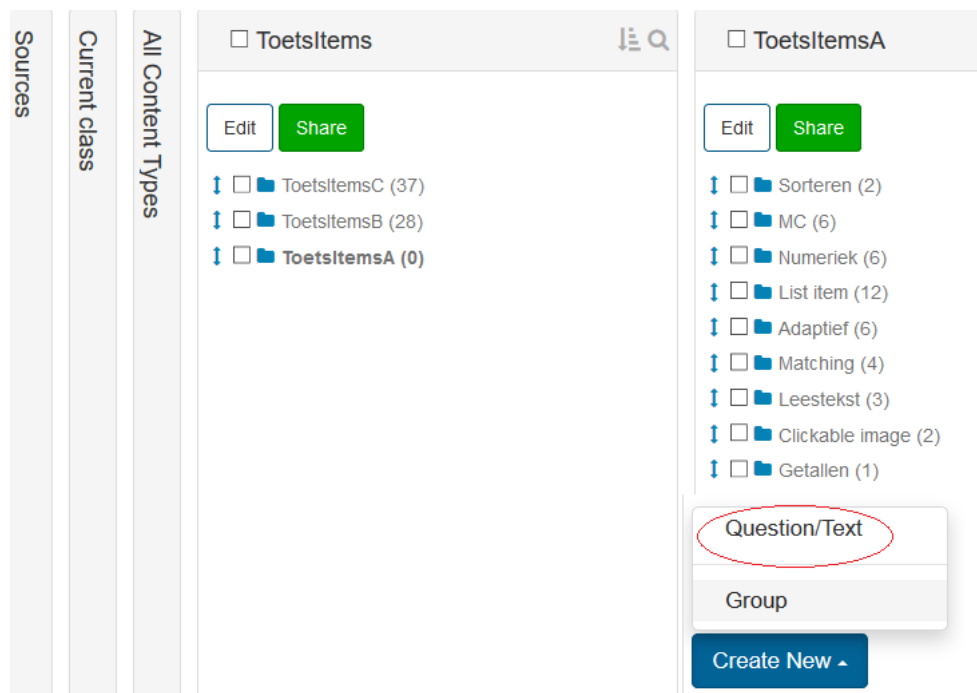 Sources
Current class
All Content Types
ToetsItems
Edit
Share
ToetsItemsC (37)
ToetsItemsB (28)
ToetsItemsA (0)
ToetsItemsA
Edit
Share
Sorteren (2)
MC (6)
Numeriek (6)
List item (12)
Adaptief (6)
Matching (4)
Leestekst (3)
Clickable image (2)
Getallen (1)
Question/Text
Group
Create New